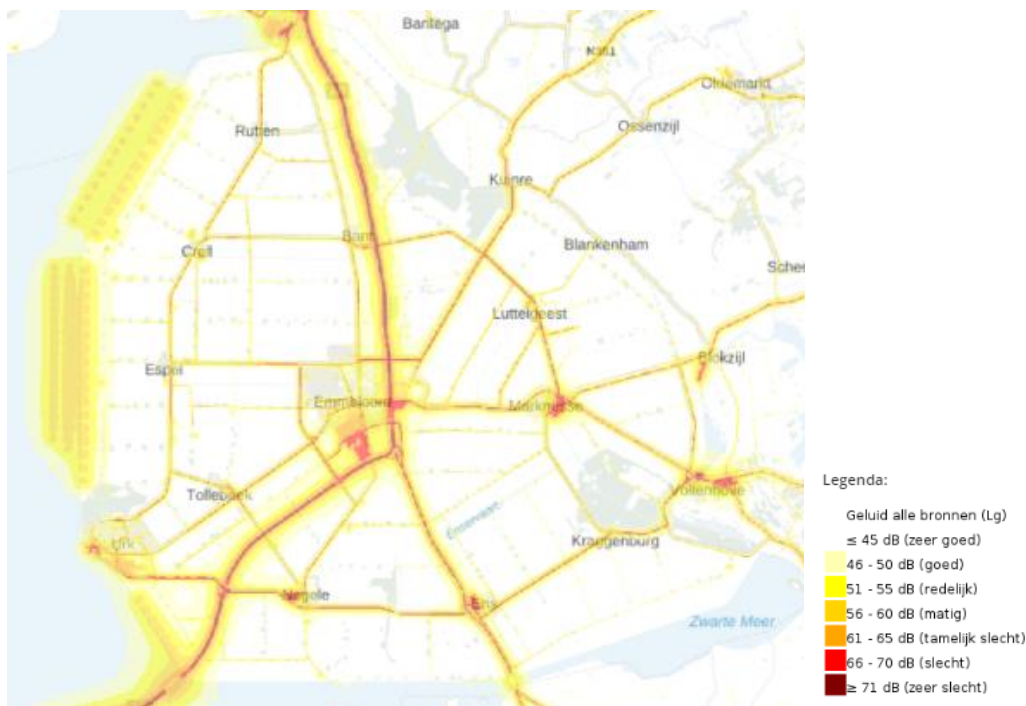 Bantega
N351
Oldemarkt
Rutten
Ossenzijl
Kuinre
Bant
Creil
Blankenham
Scheer
Luttelgeest
Blokzijl
Espel
Emmeloord
Marknesse
Tollebeek
Vollenhove
Enservaart
Urk
Kraggenburg
Nagele
Ens
Zwarte Meer
Legenda:
Geluid alle bronnen (Lg)
≤ 45 dB (zeer goed)
46 - 50 dB (goed)
51 - 55 dB (redelijk)
56 - 60 dB (matig)
61 - 65 dB (tamelijk slecht)
66 - 70 dB (slecht)
≥ 71 dB (zeer slecht)